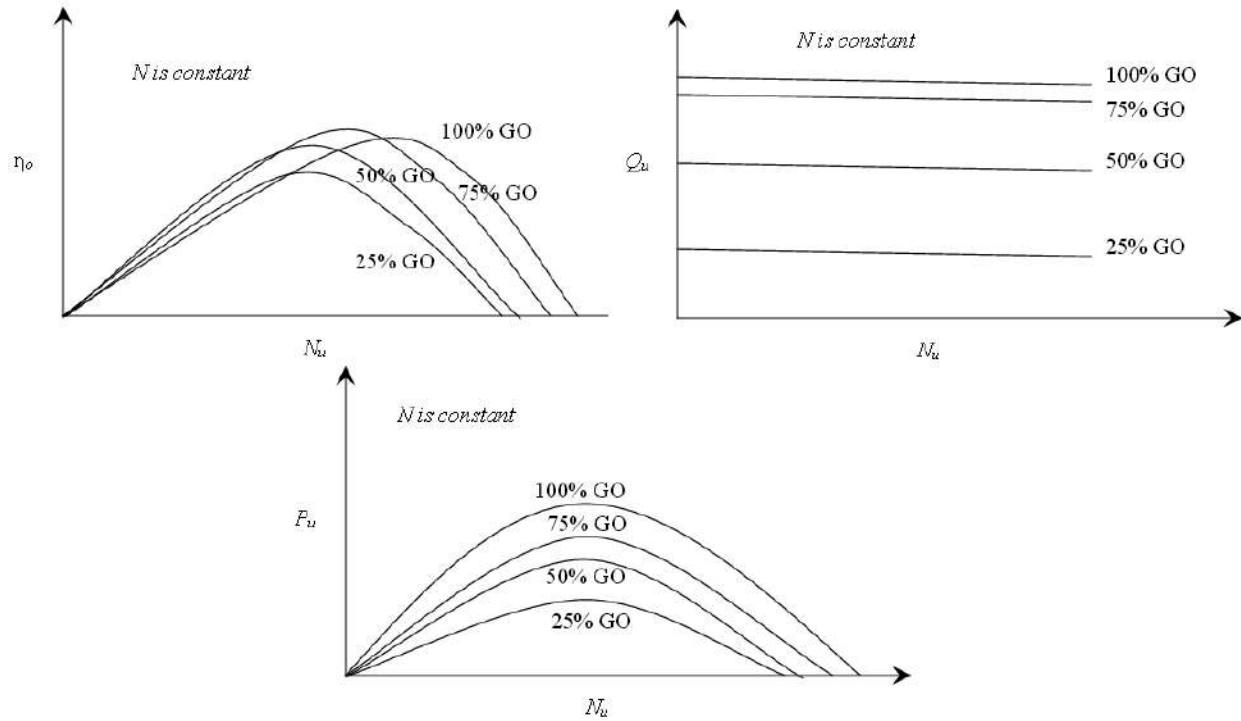 N is constant
η₀
100% GO
50% GO
75% GO
25% GO
Nᵤ
N is constant
100% GO
75% GO
Qᵤ
50% GO
25% GO
Nᵤ
N is constant
100% GO
Pᵤ
75% GO
50% GO
25% GO
Nᵤ